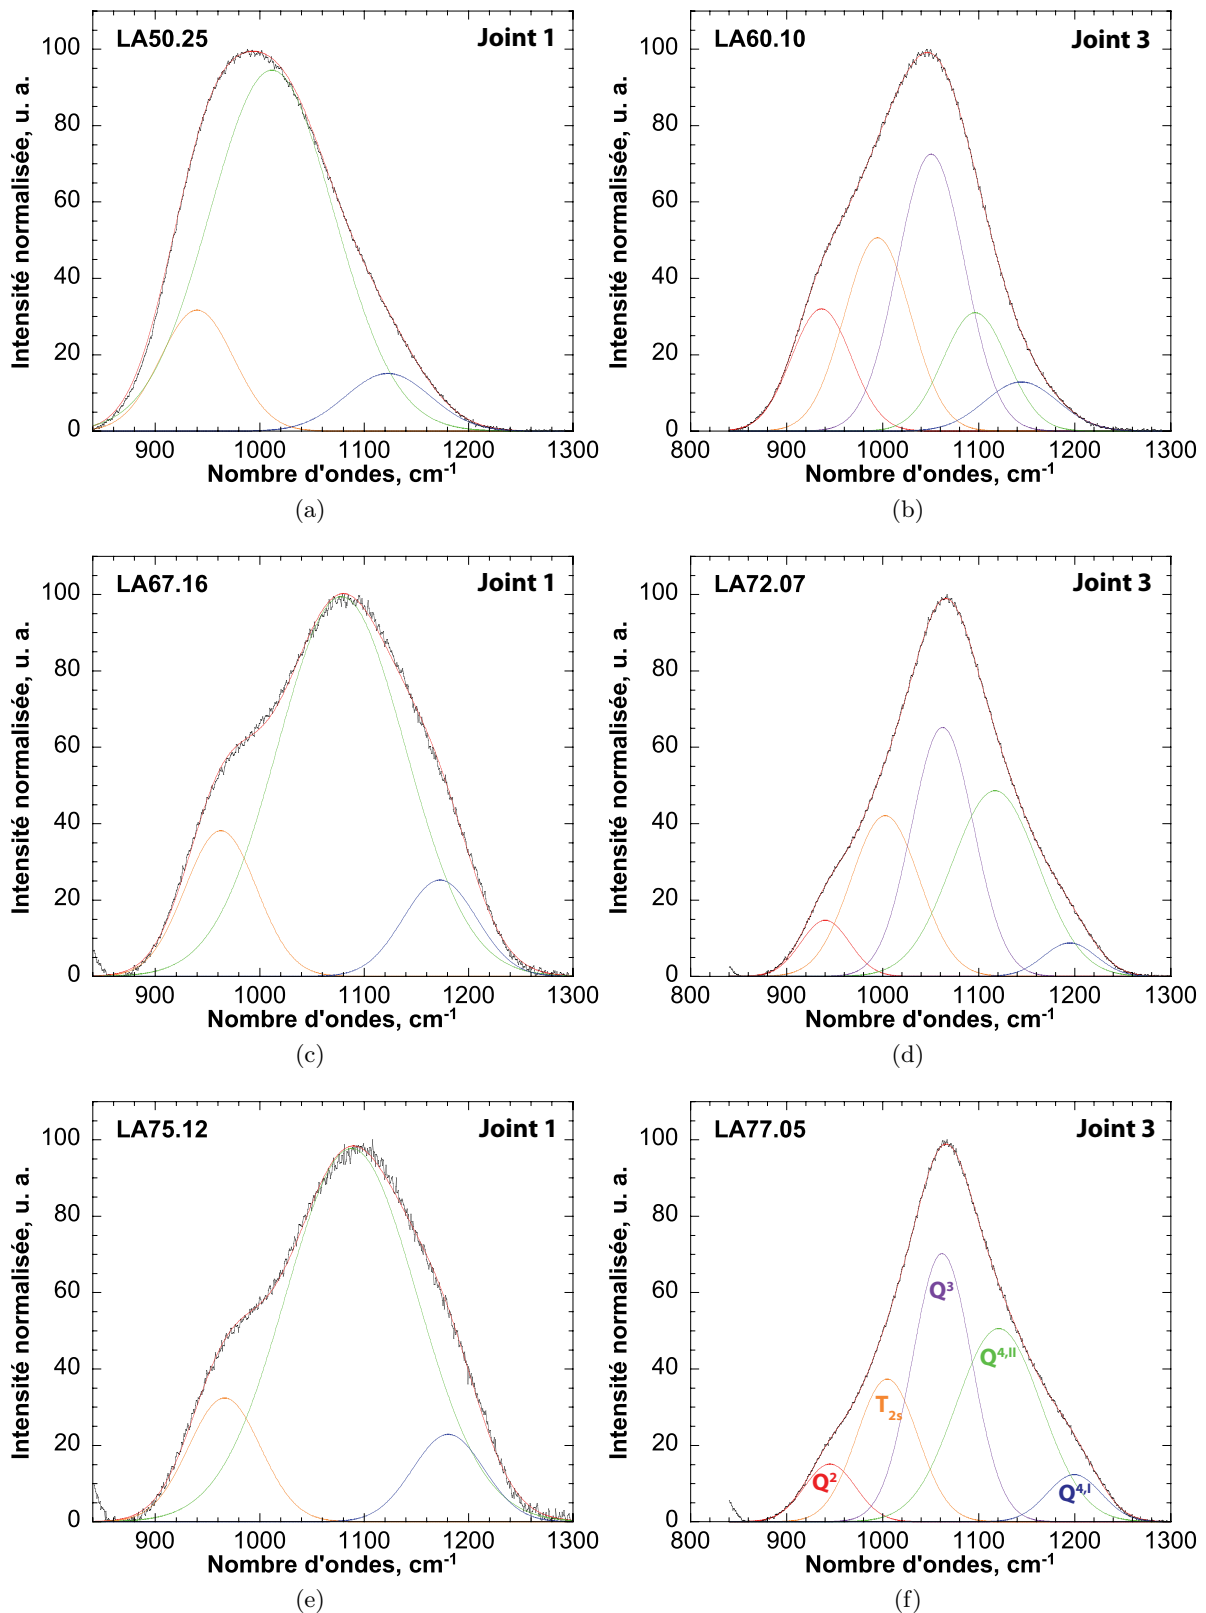 LA50.25 Joint 1
Intensité normalisée, u. a.
100
80
60
40
20
0
900 1000 1100 1200 1300
Nombre d'ondes, cm-1
(a)
LA60.10 Joint 3
Intensité normalisée, u. a.
100
80
60
40
20
0
800 900 1000 1100 1200 1300
Nombre d'ondes, cm-1
(b)
LA67.16 Joint 1
Intensité normalisée, u. a.
100
80
60
40
20
0
900 1000 1100 1200 1300
Nombre d'ondes, cm-1
(c)
LA72.07 Joint 3
Intensité normalisée, u. a.
100
80
60
40
20
0
800 900 1000 1100 1200 1300
Nombre d'ondes, cm-1
(d)
LA75.12 Joint 1
Intensité normalisée, u. a.
100
80
60
40
20
0
900 1000 1100 1200 1300
Nombre d'ondes, cm-1
(e)
LA77.05 Joint 3
Intensité normalisée, u. a.
100
80
60
40
20
0
Q3
Q4,II
T2s
Q2
Q4,I
800 900 1000 1100 1200 1300
Nombre d'ondes, cm-1
(f)